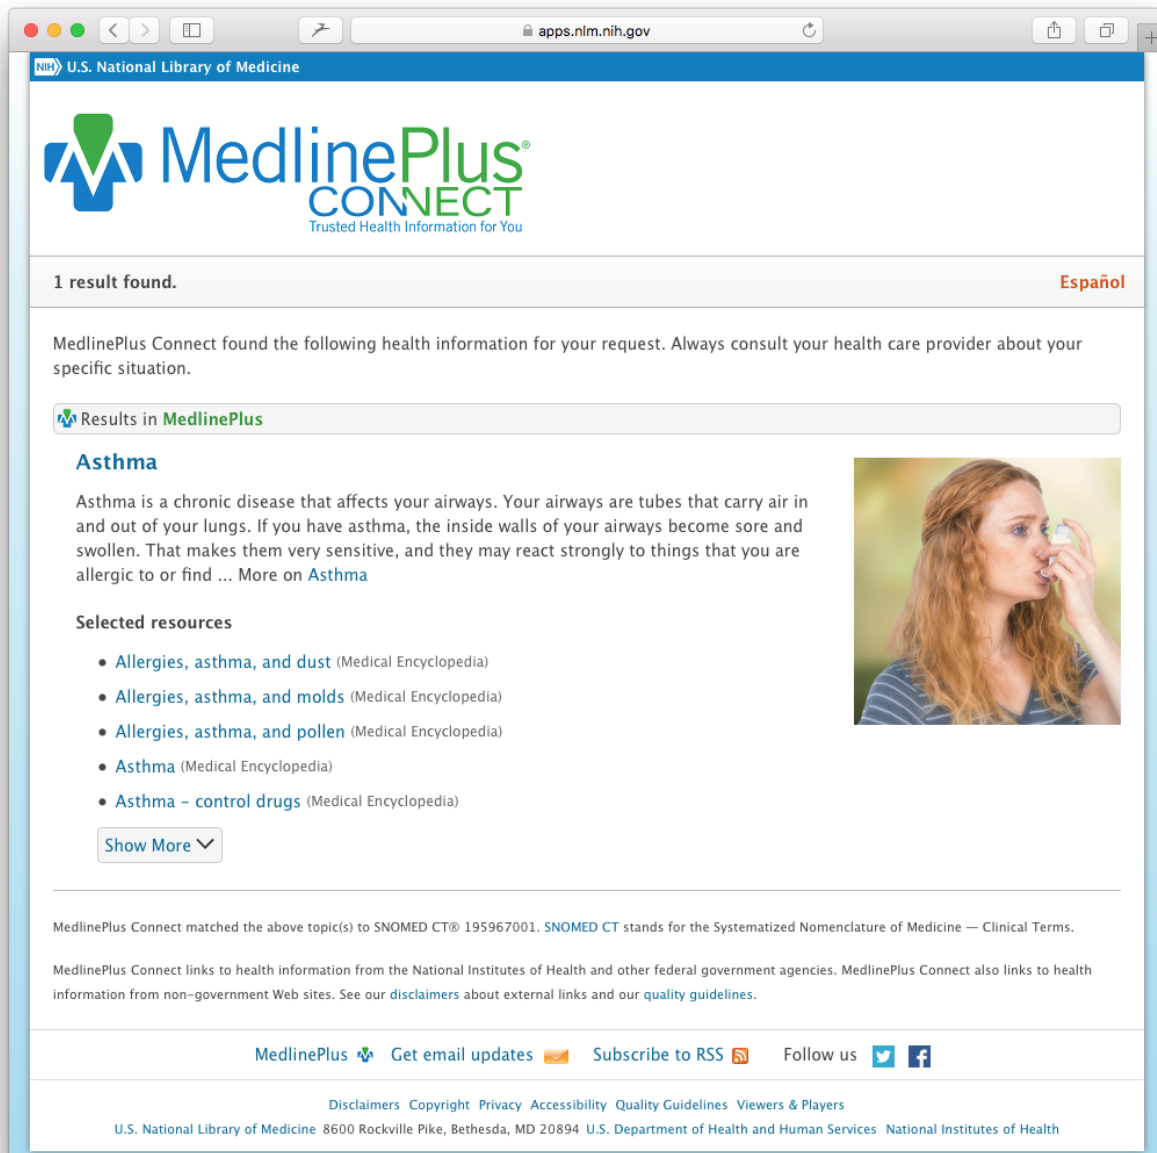 apps.nlm.nih.gov
NIH U.S. National Library of Medicine
MedlinePlus®
CONNECT
Trusted Health Information for You
1 result found.
Español
MedlinePlus Connect found the following health information for your request. Always consult your health care provider about your
specific situation.
Results in MedlinePlus
Asthma
Asthma is a chronic disease that affects your airways. Your airways are tubes that carry air in
and out of your lungs. If you have asthma, the inside walls of your airways become sore and
swollen. That makes them very sensitive, and they may react strongly to things that you are
allergic to or find ... More on Asthma
Selected resources
• Allergies, asthma, and dust (Medical Encyclopedia)
• Allergies, asthma, and molds (Medical Encyclopedia)
• Allergies, asthma, and pollen (Medical Encyclopedia)
• Asthma (Medical Encyclopedia)
• Asthma – control drugs (Medical Encyclopedia)
Show More
MedlinePlus Connect matched the above topic(s) to SNOMED CT® 195967001. SNOMED CT stands for the Systematized Nomenclature of Medicine — Clinical Terms.
MedlinePlus Connect links to health information from the National Institutes of Health and other federal government agencies. MedlinePlus Connect also links to health
information from non-government Web sites. See our disclaimers about external links and our quality guidelines.
MedlinePlus Get email updates Subscribe to RSS Follow us
Disclaimers Copyright Privacy Accessibility Quality Guidelines Viewers & Players
U.S. National Library of Medicine 8600 Rockville Pike, Bethesda, MD 20894 U.S. Department of Health and Human Services National Institutes of Health